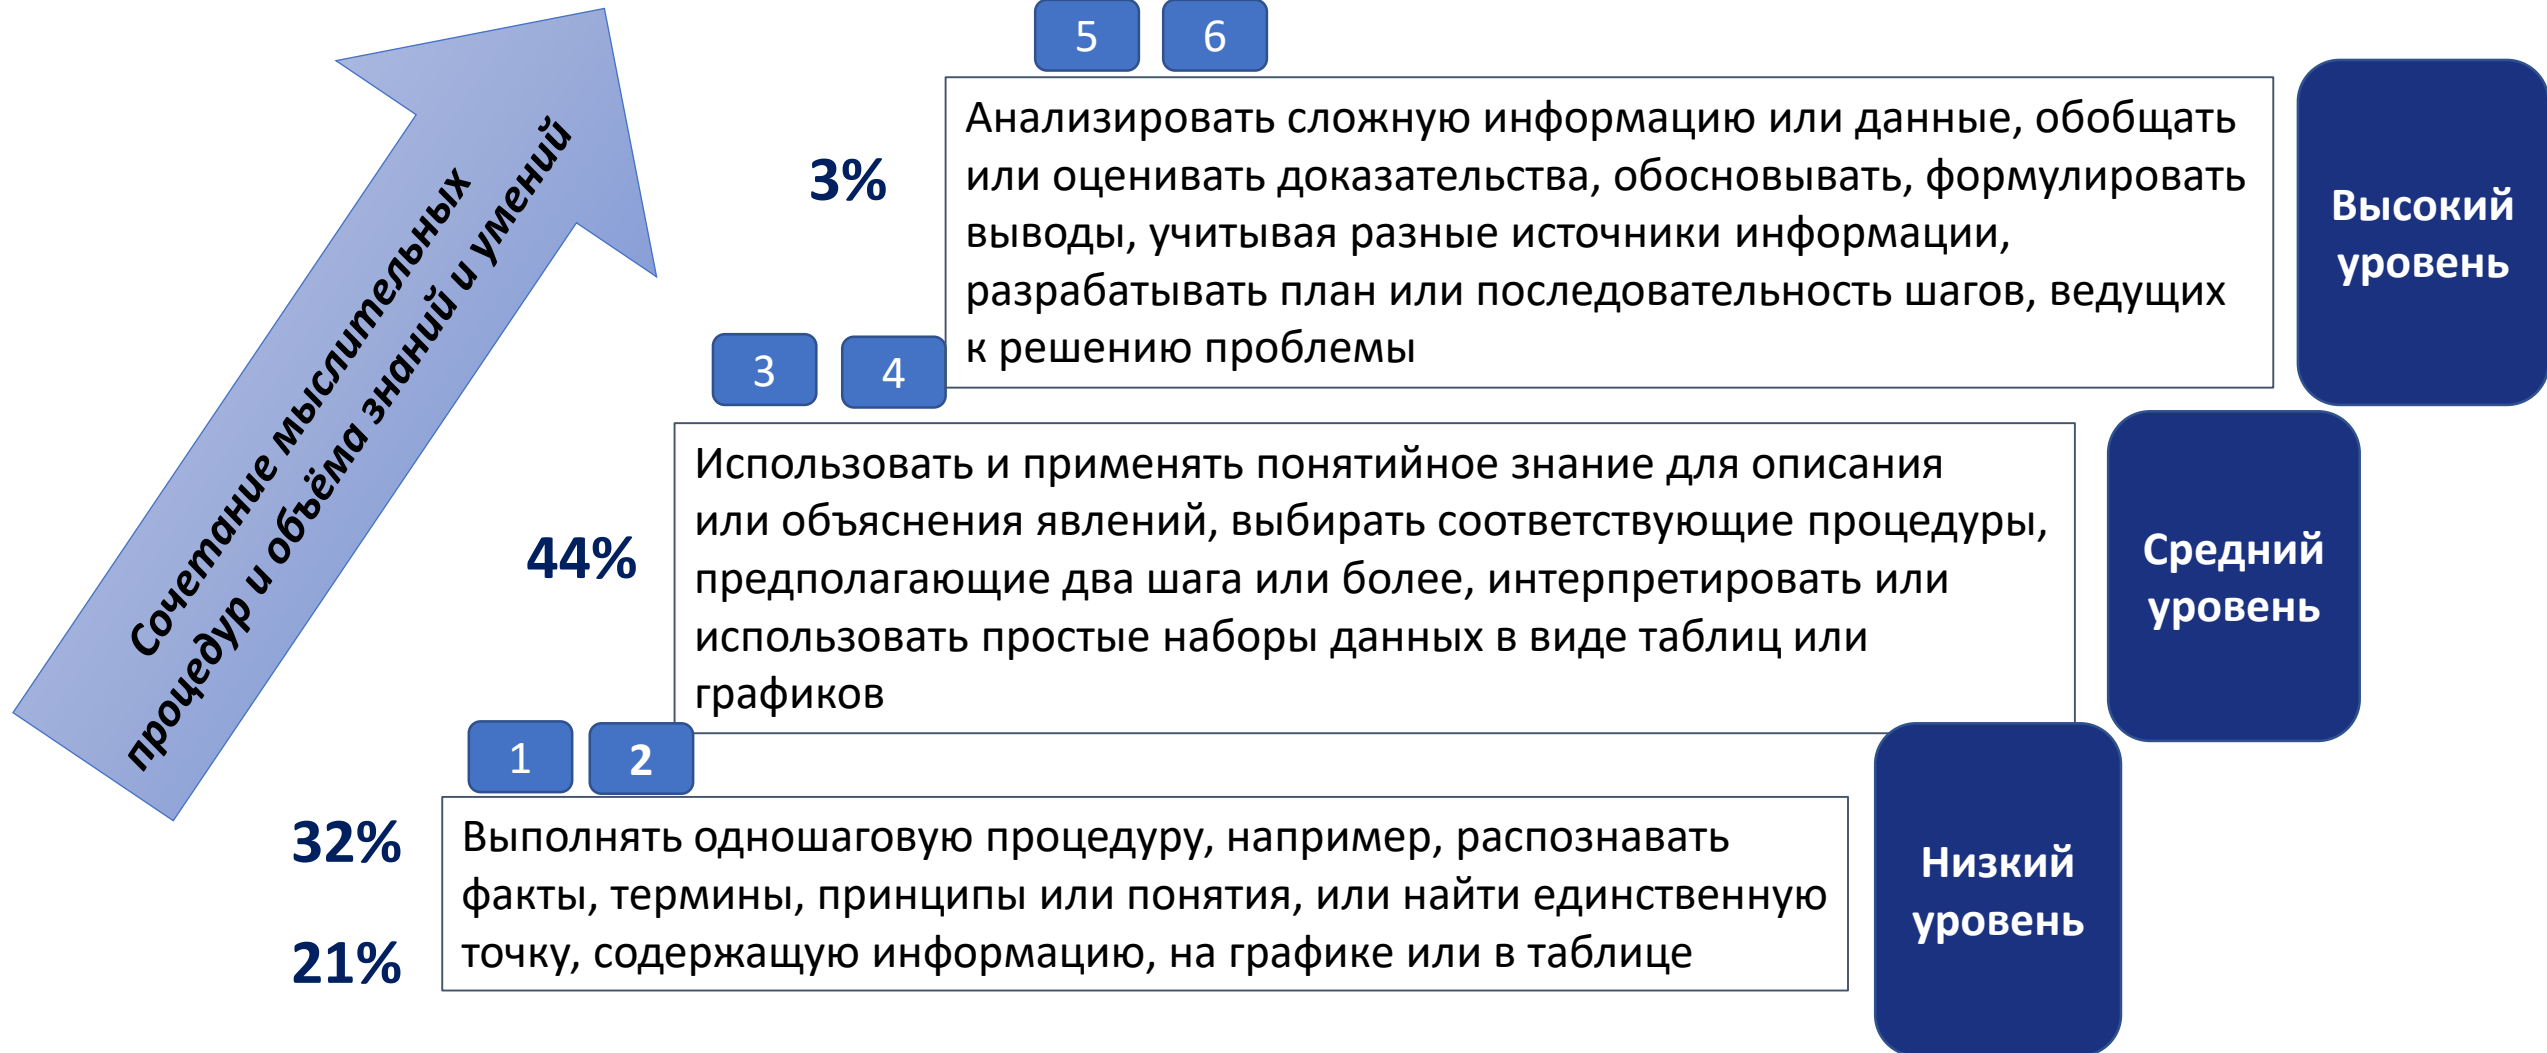 5 6
Анализировать сложную информацию или данные, обобщать
или оценивать доказательства, обосновывать, формулировать
выводы, учитывая разные источники информации,
разрабатывать план или последовательность шагов, ведущих
к решению проблемы
3%
Высокий
уровень
Сочетание мыслительных
процедур и объёма знаний и умений
3 4
Использовать и применять понятийное знание для описания
или объяснения явлений, выбирать соответствующие процедуры,
предполагающие два шага или более, интерпретировать или
использовать простые наборы данных в виде таблиц или
графиков
44%
Средний
уровень
1 2
Выполнять одношаговую процедуру, например, распознавать
факты, термины, принципы или понятия, или найти единственную
точку, содержащую информацию, на графике или в таблице
32%
21%
Низкий
уровень